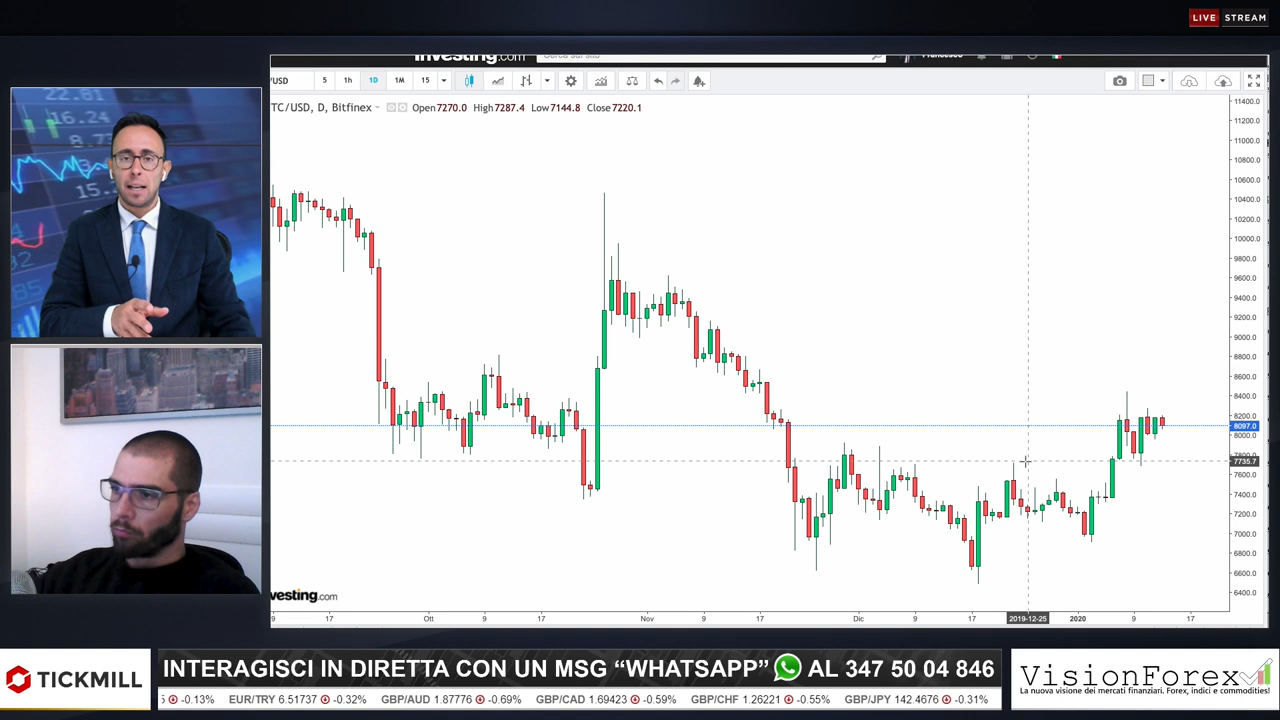 LIVE STREAM
22.81
16.24
Investing.com
Cerca sul sito
Francesco
/USD 5 1h 1D 1M 15
TC/USD, D, Bitfinex Open 7270.0 High 7287.4 Low 7144.8 Close 7220.1
11400.0
11200.0
11000.0
10800.0
10600.0
10400.0
10200.0
10000.0
9800.0
9600.0
9400.0
9200.0
9000.0
8800.0
8600.0
8400.0
8200.0
8097.0
8000.0
7800.0
7735.7
7600.0
7400.0
7200.0
7000.0
6800.0
6600.0
6400.0
Investing.com
9 17 Ott 9 17 Nov 9 17 Dic 9 17 2019-12-25 2020 9 17
TICKMILL
INTERAGISCI IN DIRETTA CON UN MSG “WHATSAPP” AL 347 50 04 846
5 -0.13% EUR/TRY 6.51737 -0.32% GBP/AUD 1.87776 -0.69% GBP/CAD 1.69423 -0.59% GBP/CHF 1.26221 -0.55% GBP/JPY 142.4676 -0.31%
VisionForex
La nuova visione dei mercati finanziari. Forex, indici e commodities!